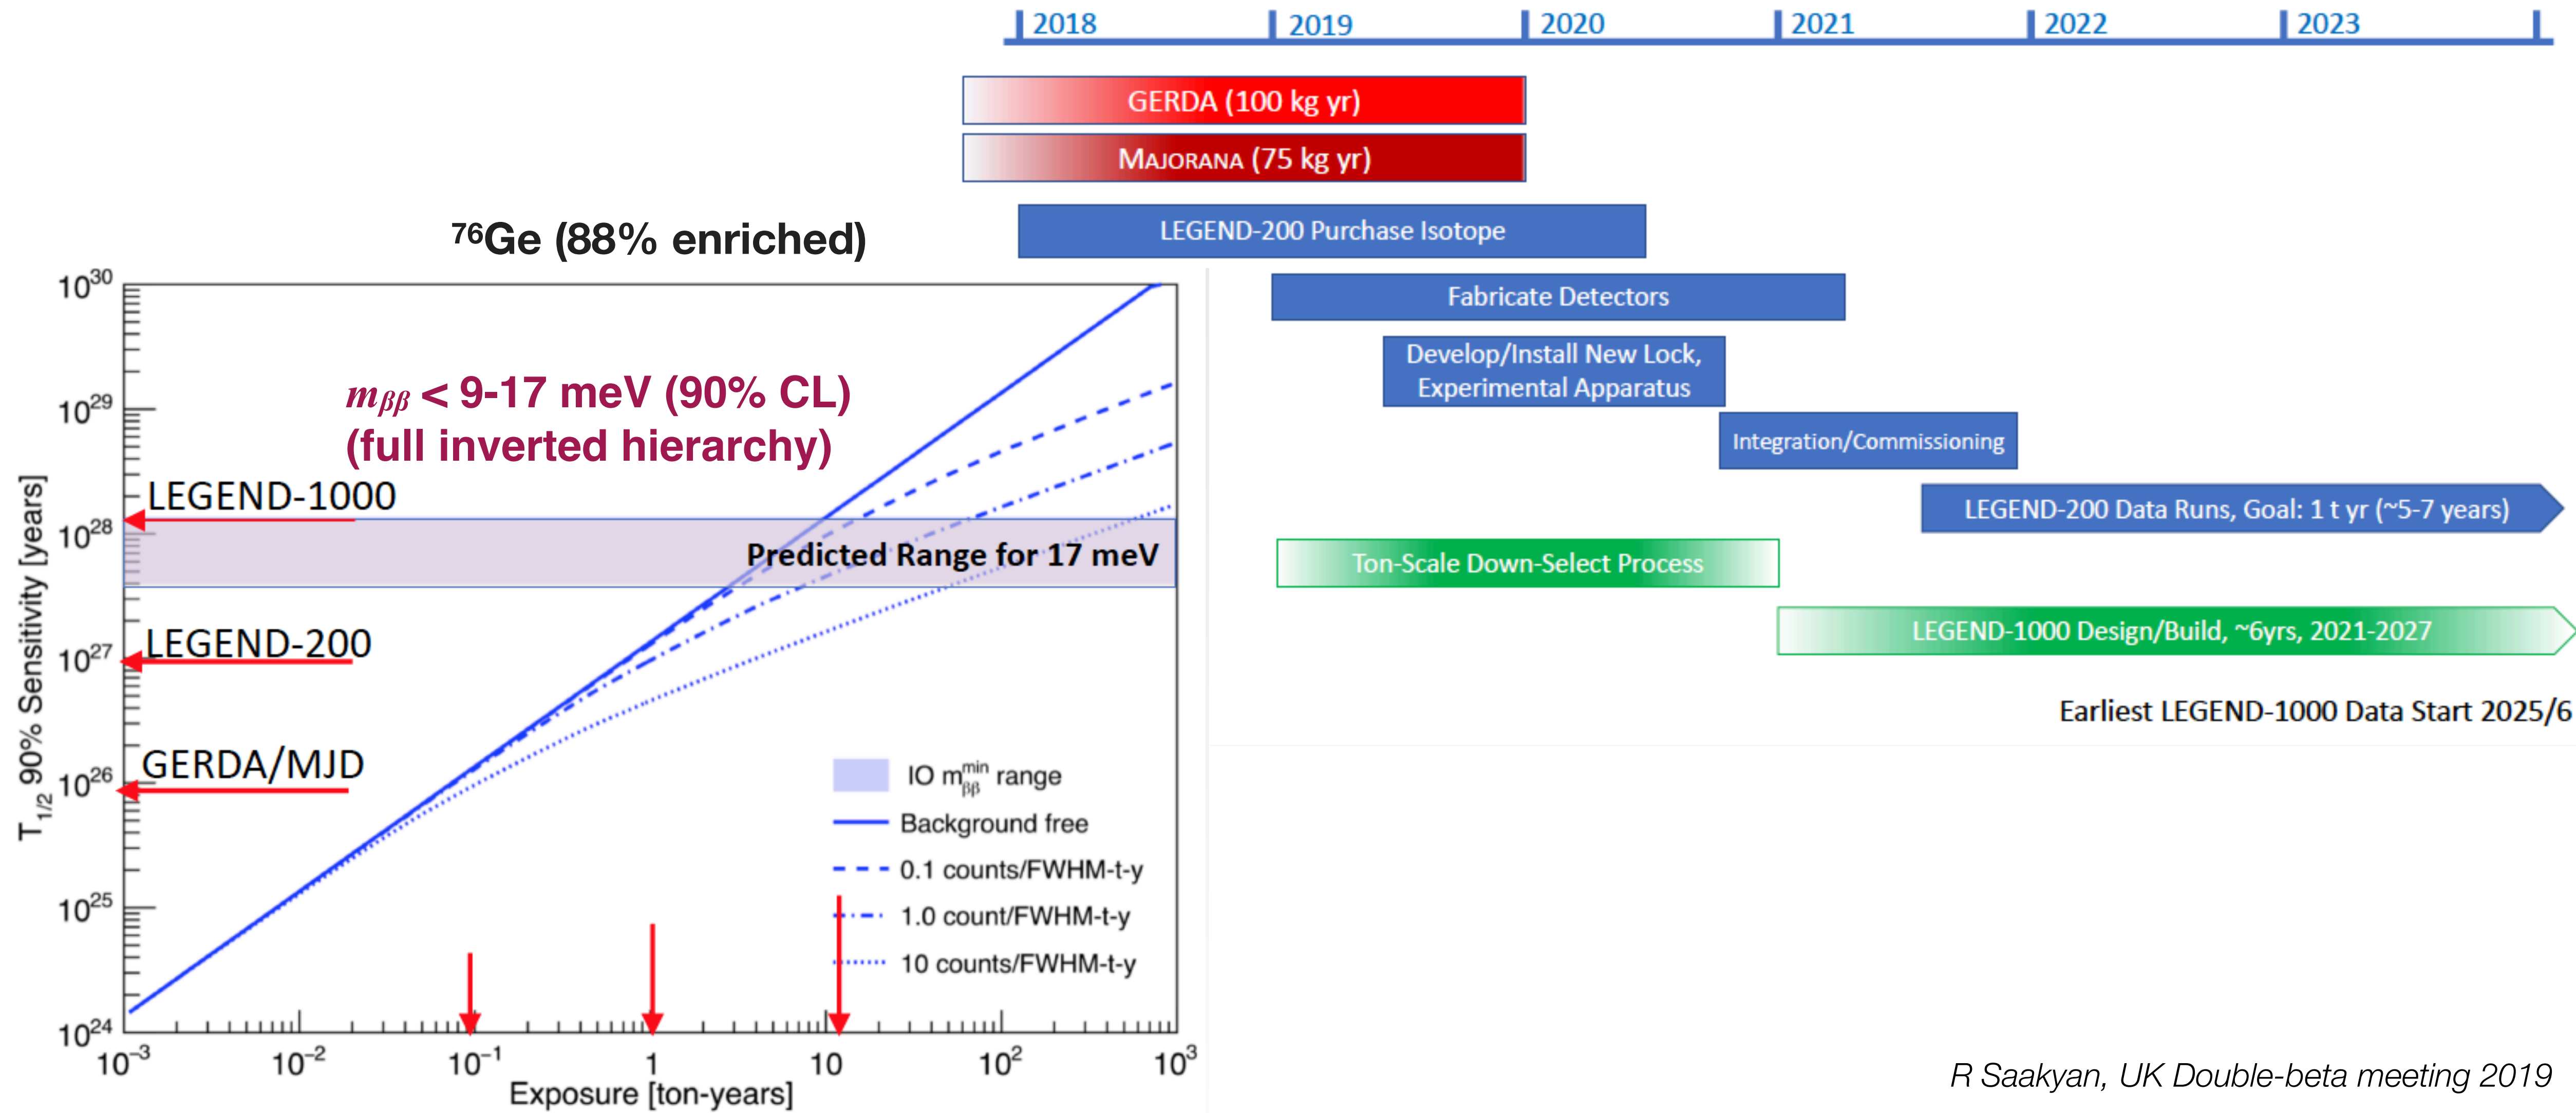 2018 2019 2020 2021 2022 2023
GERDA (100 kg yr)
MAJORANA (75 kg yr)
LEGEND-200 Purchase Isotope
Fabricate Detectors
Develop/Install New Lock,
Experimental Apparatus
Integration/Commissioning
LEGEND-200 Data Runs, Goal: 1 t yr (~5-7 years)
Ton-Scale Down-Select Process
LEGEND-1000 Design/Build, ~6yrs, 2021-2027
Earliest LEGEND-1000 Data Start 2025/6
⁷⁶Ge (88% enriched)
mββ < 9-17 meV (90% CL)
(full inverted hierarchy)
T₁/₂ 90% Sensitivity [years]
10³⁰
10²⁹
10²⁸
10²⁷
10²⁶
10²⁵
10²⁴
LEGEND-1000
Predicted Range for 17 meV
LEGEND-200
GERDA/MJD
IO mββ^min range
Background free
0.1 counts/FWHM-t-y
1.0 count/FWHM-t-y
10 counts/FWHM-t-y
10⁻³ 10⁻² 10⁻¹ 1 10 10² 10³
Exposure [ton-years]
R Saakyan, UK Double-beta meeting 2019